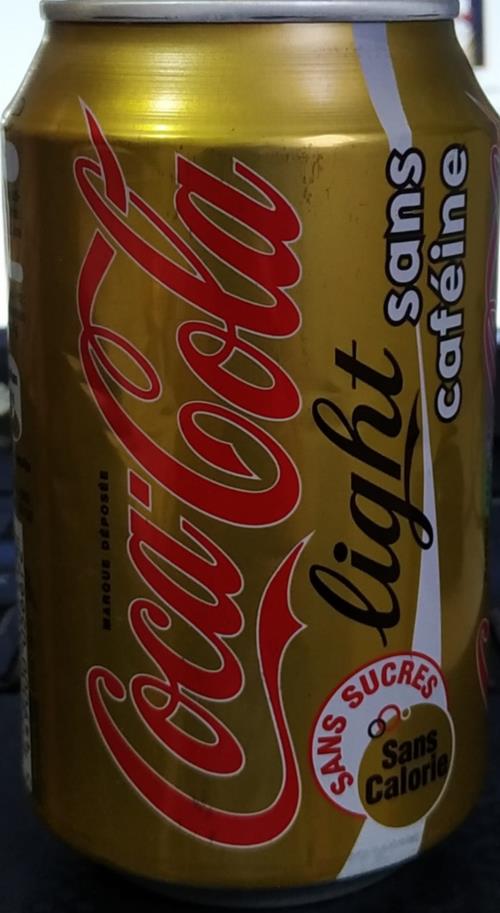 MARQUE DÉPOSÉE
Coca-Cola
light
sans
caféine
SANS SUCRES
Sans
Calorie